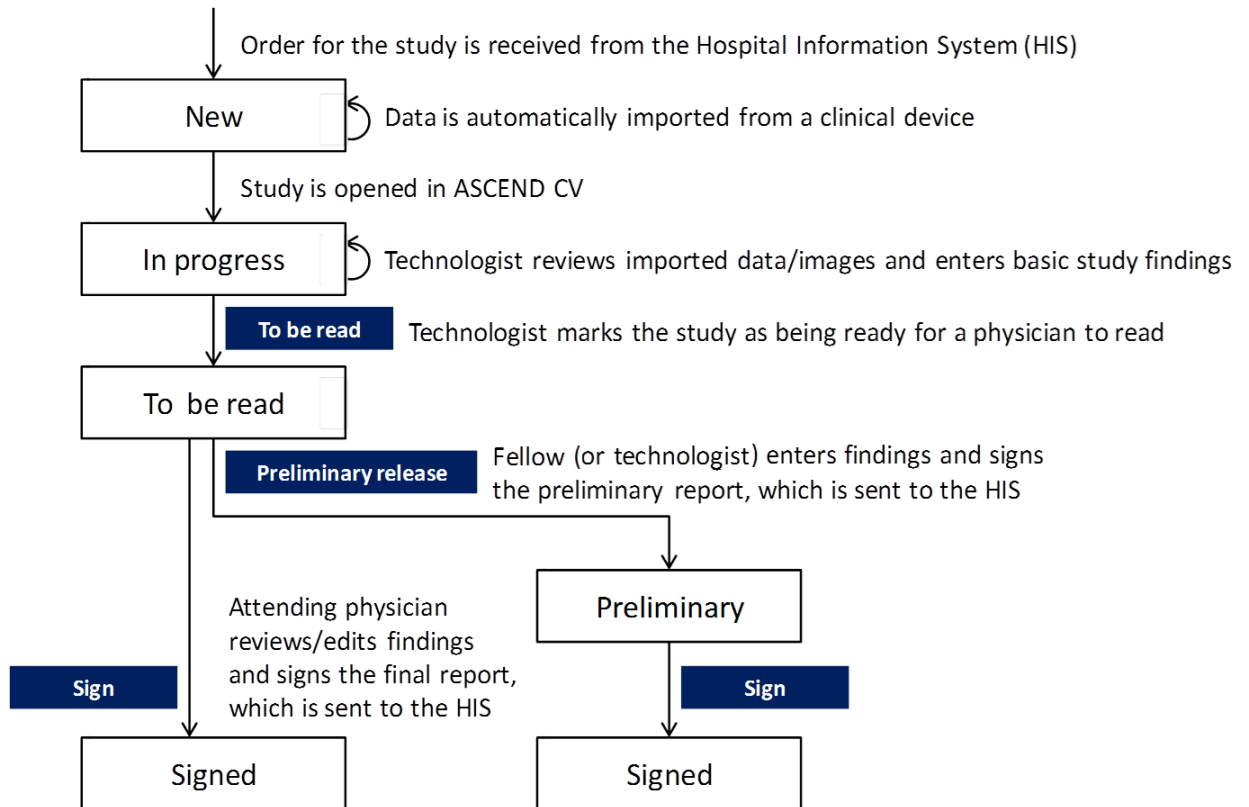 Order for the study is received from the Hospital Information System (HIS)
New
Data is automatically imported from a clinical device
Study is opened in ASCEND CV
In progress
Technologist reviews imported data/images and enters basic study findings
To be read
Technologist marks the study as being ready for a physician to read
To be read
Preliminary release
Fellow (or technologist) enters findings and signs
the preliminary report, which is sent to the HIS
Preliminary
Attending physician
reviews/edits findings
and signs the final report,
which is sent to the HIS
Sign
Sign
Signed
Signed